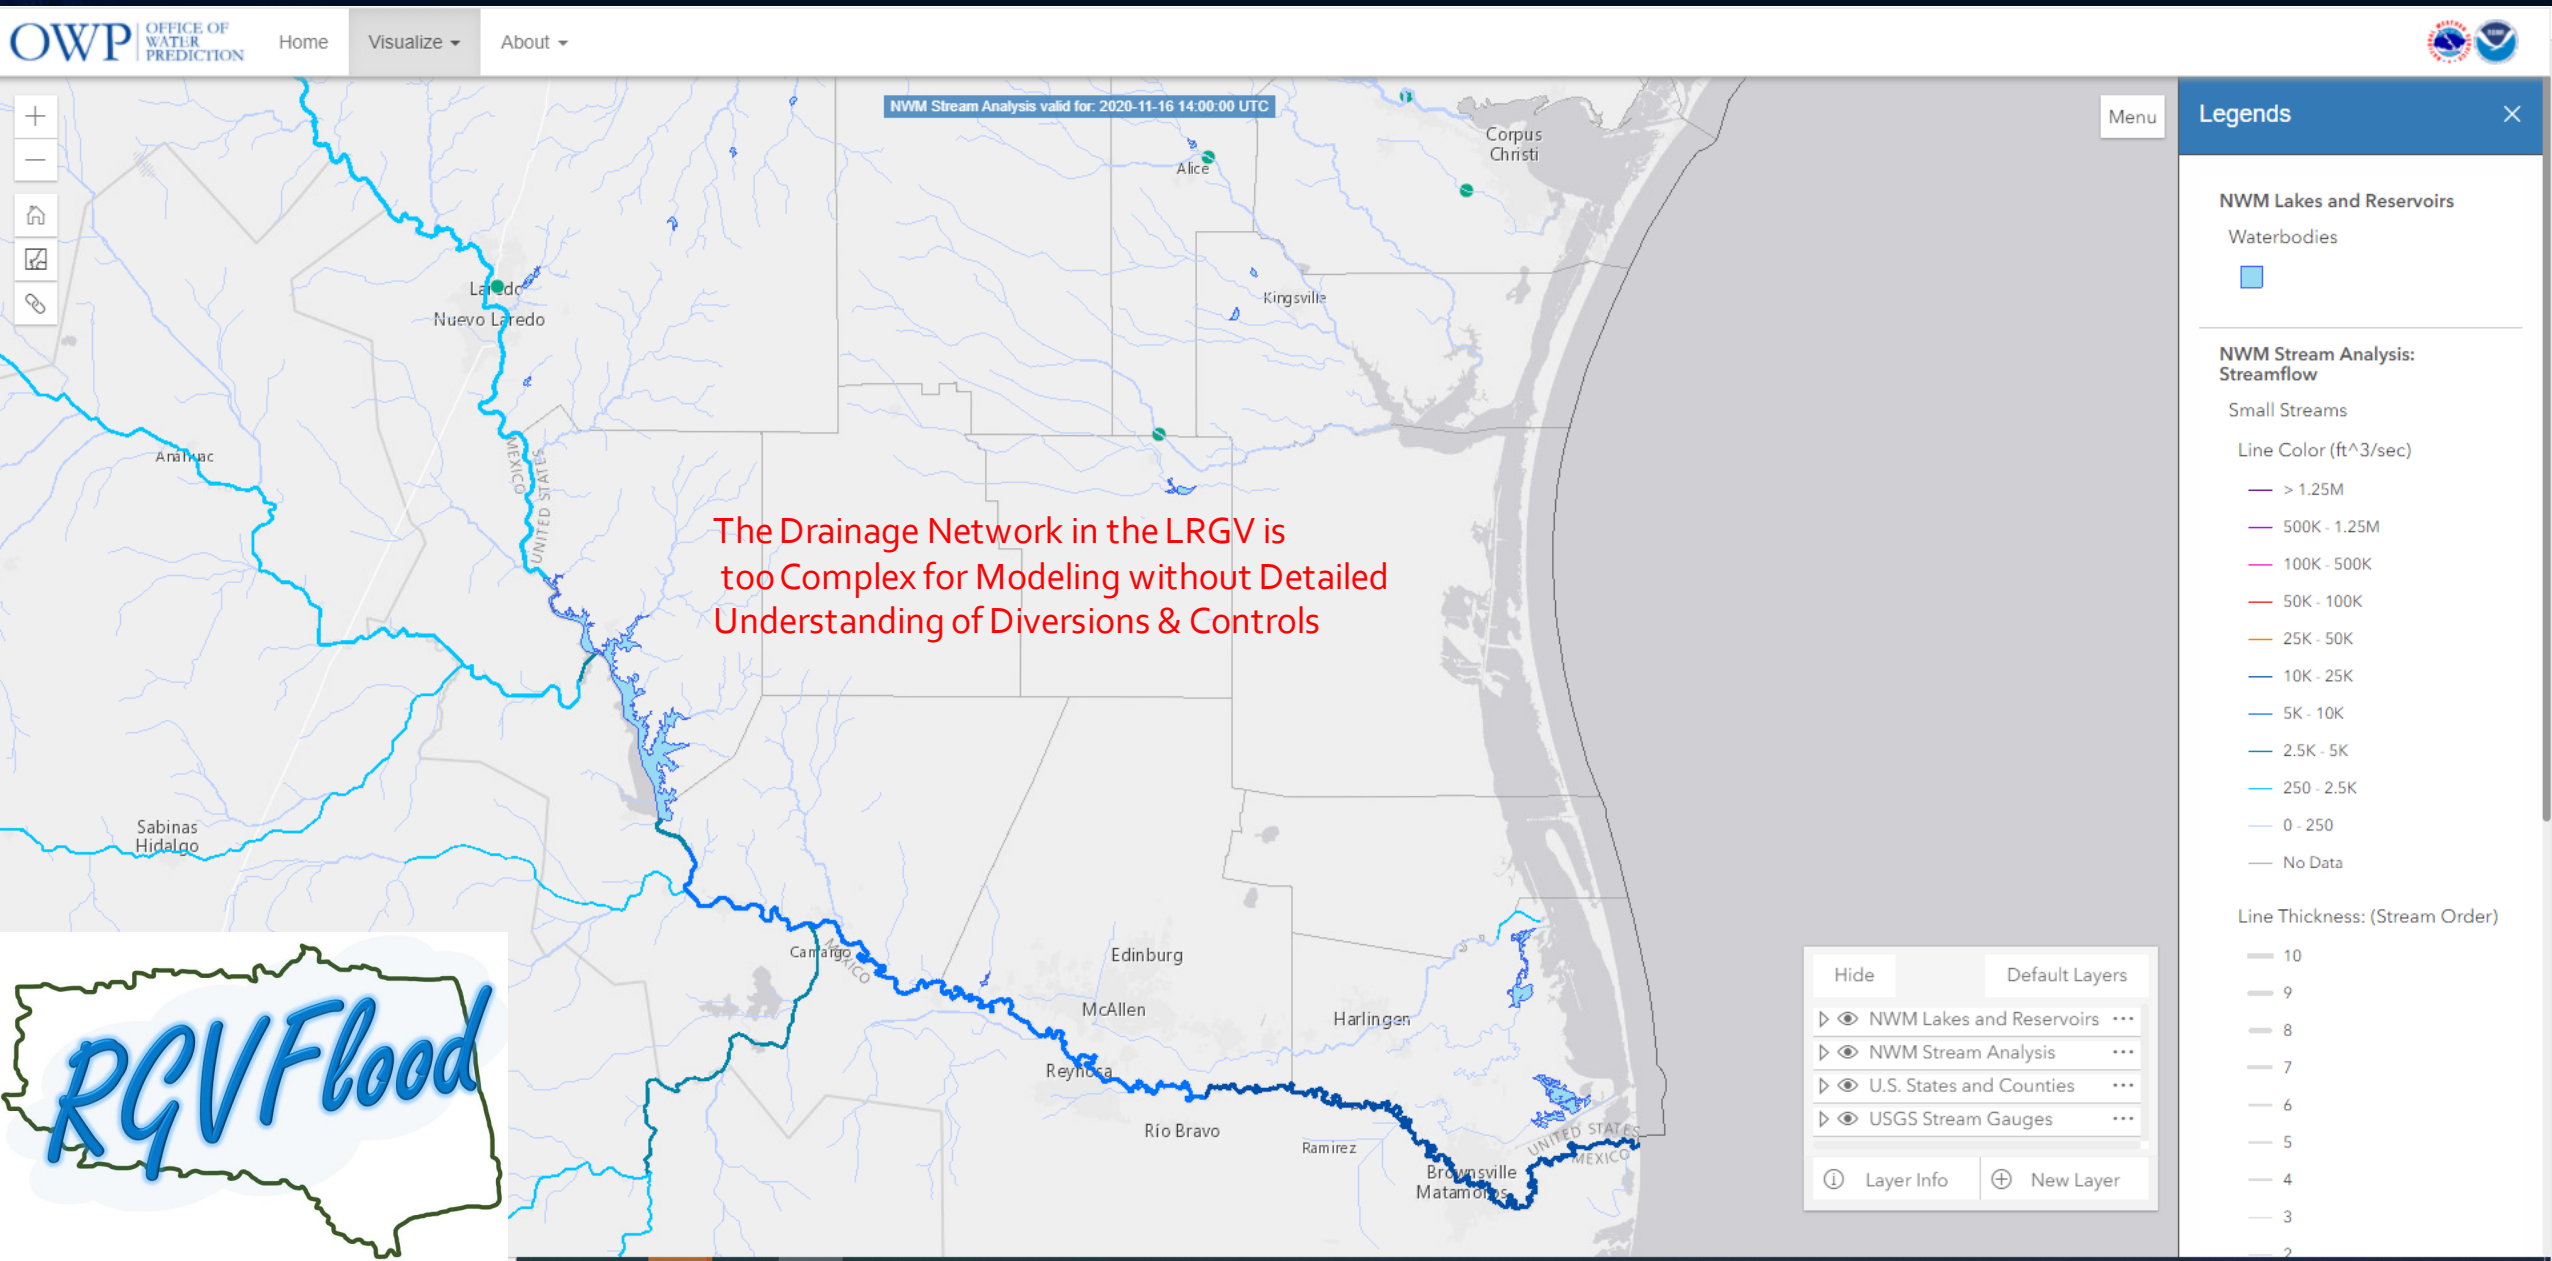 OWP OFFICE OF
WATER
PREDICTION
Home
Visualize
About
NWM Stream Analysis valid for: 2020-11-16 14:00:00 UTC
Menu
Legends
NWM Lakes and Reservoirs
Waterbodies
NWM Stream Analysis:
Streamflow
Small Streams
Line Color (ft^3/sec)
> 1.25M
500K - 1.25M
100K - 500K
50K - 100K
25K - 50K
10K - 25K
5K - 10K
2.5K - 5K
250 - 2.5K
0 - 250
No Data
Line Thickness: (Stream Order)
10
9
8
7
6
5
4
3
2
Corpus
Christi
Alice
Kingsville
Laredo
Nuevo Laredo
MEXICO
UNITED STATES
Anáhuac
The Drainage Network in the LRGV is
too Complex for Modeling without Detailed
Understanding of Diversions & Controls
Sabinas
Hidalgo
Camargo
MEXICO
Edinburg
McAllen
Harlingen
Reynosa
Río Bravo
Ramirez
Brownsville
Matamoros
UNITED STATES
MEXICO
RGVFlood
Hide
Default Layers
NWM Lakes and Reservoirs
NWM Stream Analysis
U.S. States and Counties
USGS Stream Gauges
Layer Info
New Layer